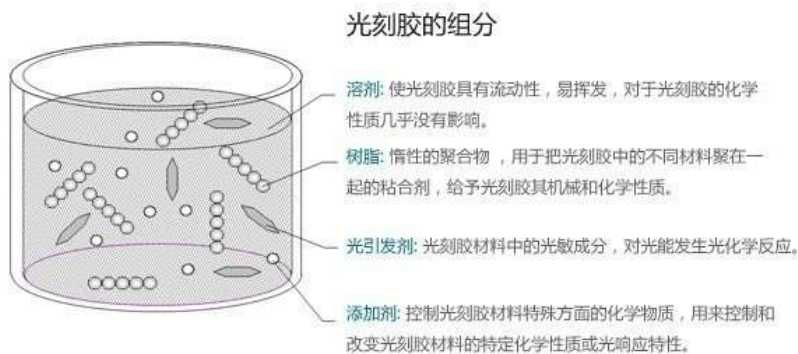 光刻胶的组分
溶剂: 使光刻胶具有流动性，易挥发，对于光刻胶的化学
性质几乎没有影响。
树脂: 惰性的聚合物 ，用于把光刻胶中的不同材料聚在一
起的粘合剂，给予光刻胶其机械和化学性质。
光引发剂: 光刻胶材料中的光敏成分，对光能发生光化学反应。
添加剂: 控制光刻胶材料特殊方面的化学物质，用来控制和
改变光刻胶材料的特定化学性质或光响应特性。